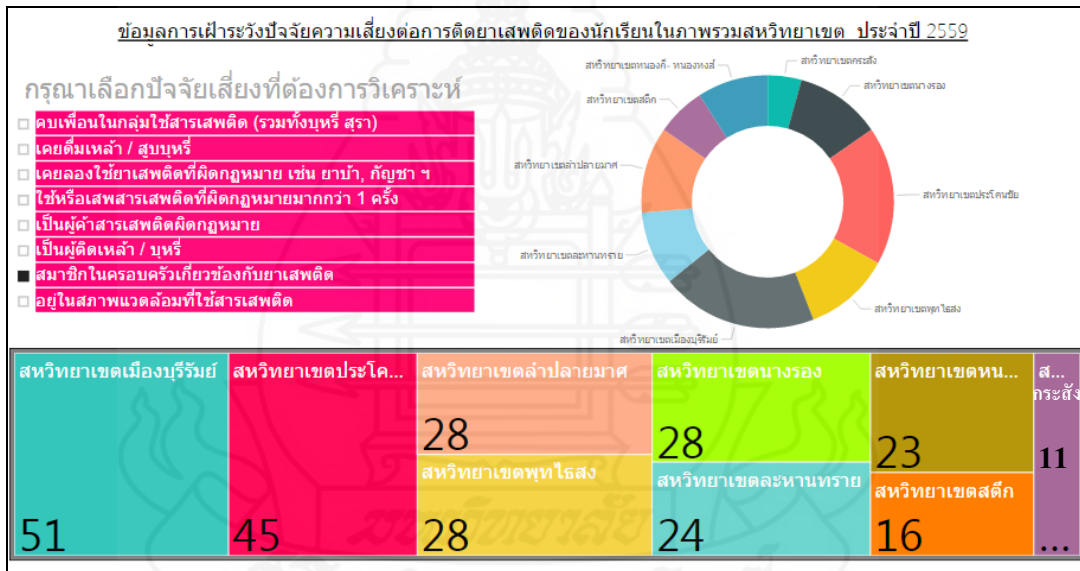 ข้อมูลการเฝ้าระวังปัจจัยความเสี่ยงต่อการติดยาเสพติดของนักเรียนในภาพรวมสหวิทยาเขต ประจำปี 2559
กรุณาเลือกปัจจัยเสี่ยงที่ต้องการวิเคราะห์
คบเพื่อนในกลุ่มใช้สารเสพติด (รวมทั้งบุหรี่ สุรา)
เคยดื่มเหล้า / สูบบุหรี่
เคยลองใช้ยาเสพติดที่ผิดกฏหมาย เช่น ยาบ้า, กัญชา ฯ
ใช้หรือเสพสารเสพติดที่ผิดกฏหมายมากกว่า 1 ครั้ง
เป็นผู้ค้าสารเสพติดผิดกฎหมาย
เป็นผู้ติดเหล้า / บุหรี่
สมาชิกในครอบครัวเกี่ยวข้องกับยาเสพติด
อยู่ในสภาพแวดล้อมที่ใช้สารเสพติด
สหวิทยาเขตหนองกี่- หนองหงส์
สหวิทยาเขตกระสัง
สหวิทยาเขตสตึก
สหวิทยาเขตนางรอง
สหวิทยาเขตลำปลายมาศ
สหวิทยาเขตประโคนชัย
สหวิทยาเขตละหานทราย
สหวิทยาเขตพุทไธสง
สหวิทยาเขตเมืองบุรีรัมย์
สหวิทยาเขตเมืองบุรีรัมย์
51
สหวิทยาเขตประโค...
45
สหวิทยาเขตลำปลายมาศ
28
สหวิทยาเขตพุทไธสง
28
สหวิทยาเขตนางรอง
28
สหวิทยาเขตละหานทราย
24
สหวิทยาเขตหน...
23
สหวิทยาเขตสตึก
16
ส...
กระสัง
11
...